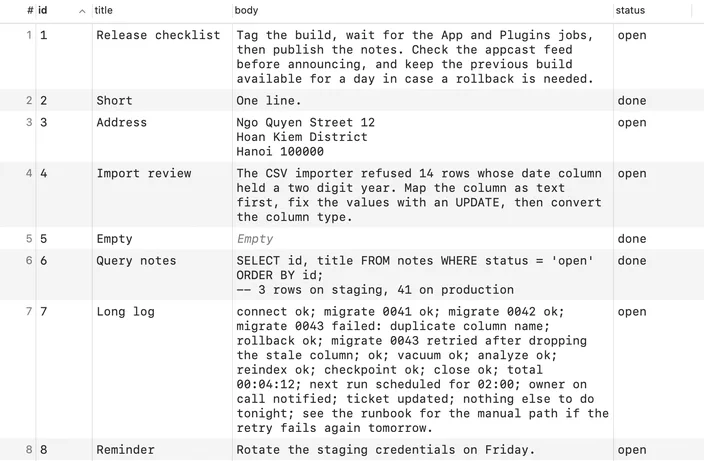 # id title body status
1 1 Release checklist Tag the build, wait for the App and Plugins jobs, open
then publish the notes. Check the appcast feed
before announcing, and keep the previous build
available for a day in case a rollback is needed.
2 2 Short One line. done
3 3 Address Ngo Quyen Street 12 open
Hoan Kiem District
Hanoi 100000
4 4 Import review The CSV importer refused 14 rows whose date column open
held a two digit year. Map the column as text
first, fix the values with an UPDATE, then convert
the column type.
5 5 Empty Empty done
6 6 Query notes SELECT id, title FROM notes WHERE status = 'open' done
ORDER BY id;
-- 3 rows on staging, 41 on production
7 7 Long log connect ok; migrate 0041 ok; migrate 0042 ok; open
migrate 0043 failed: duplicate column name;
rollback ok; migrate 0043 retried after dropping
the stale column; ok; vacuum ok; analyze ok;
reindex ok; checkpoint ok; close ok; total
00:04:12; next run scheduled for 02:00; owner on
call notified; ticket updated; nothing else to do
tonight; see the runbook for the manual path if the
retry fails again tomorrow.
8 8 Reminder Rotate the staging credentials on Friday. open